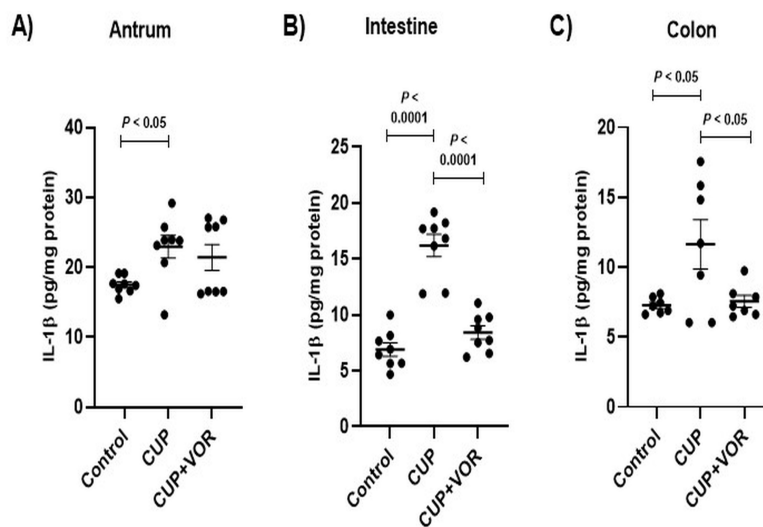 A)
Antrum
P < 0.05
IL-1β (pg/mg protein)
40
30
20
10
0
Control
CUP
CUP+VOR
B)
Intestine
P <
0.0001
P <
0.0001
IL-1β (pg/mg protein)
25
20
15
10
5
0
Control
CUP
CUP+VOR
C)
Colon
P < 0.05
P < 0.05
IL-1β (pg/mg protein)
20
15
10
5
0
Control
CUP
CUP+VOR